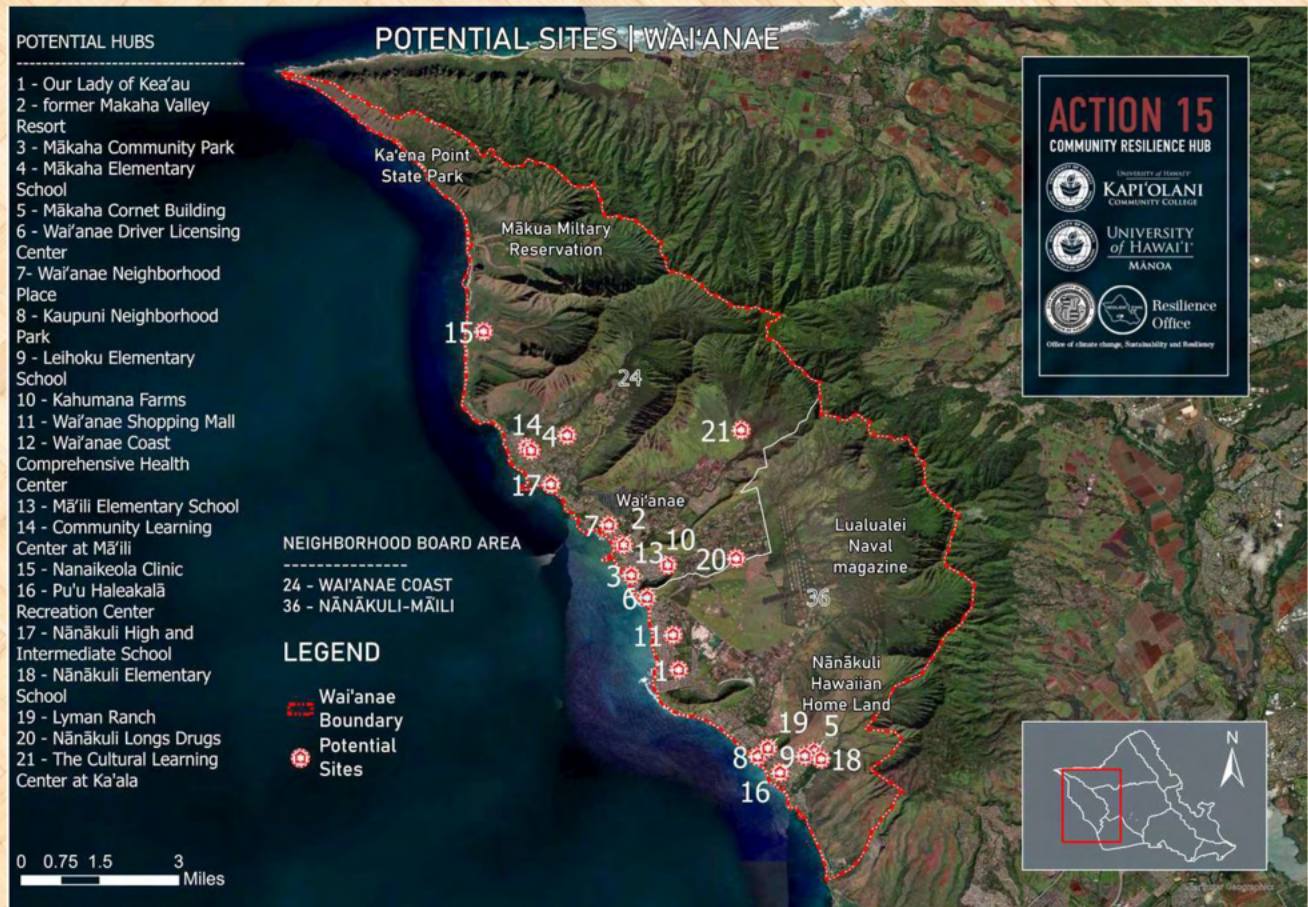 POTENTIAL SITES | WAI'ANAE
POTENTIAL HUBS
1 - Our Lady of Kea'au
2 - former Makaha Valley
Resort
3 - Mākaha Community Park
4 - Mākaha Elementary
School
5 - Mākaha Cornet Building
6 - Wai'anae Driver Licensing
Center
7- Wai'anae Neighborhood
Place
8 - Kaupuni Neighborhood
Park
9 - Leihoku Elementary
School
10 - Kahumana Farms
11 - Wai'anae Shopping Mall
12 - Wai'anae Coast
Comprehensive Health
Center
13 - Mā'ili Elementary School
14 - Community Learning
Center at Mā'ili
15 - Nanaikeola Clinic
16 - Pu'u Haleakalā
Recreation Center
17 - Nānākuli High and
Intermediate School
18 - Nānākuli Elementary
School
19 - Lyman Ranch
20 - Nānākuli Longs Drugs
21 - The Cultural Learning
Center at Ka'ala
0 0.75 1.5 3
Miles
NEIGHBORHOOD BOARD AREA
24 - WAI'ANAE COAST
36 - NĀNĀKULI-MĀILI
LEGEND
Wai'anae
Boundary
Potential
Sites
Ka'ena Point
State Park
Mākua Miltary
Reservation
15
24
14
4
21
17
Wai'anae
7
2
13
10
20
3
6
Lualualei
Naval
magazine
36
11
1
Nānākuli
Hawaiian
Home Land
19
5
8
9
18
16
ACTION 15
COMMUNITY RESILIENCE HUB
UNIVERSITY of HAWAI'I
KAPI'OLANI
COMMUNITY COLLEGE
UNIVERSITY
of HAWAI'I
MĀNOA
Resilience
Office
Office of climate change, Sustainability and Resiliency
N